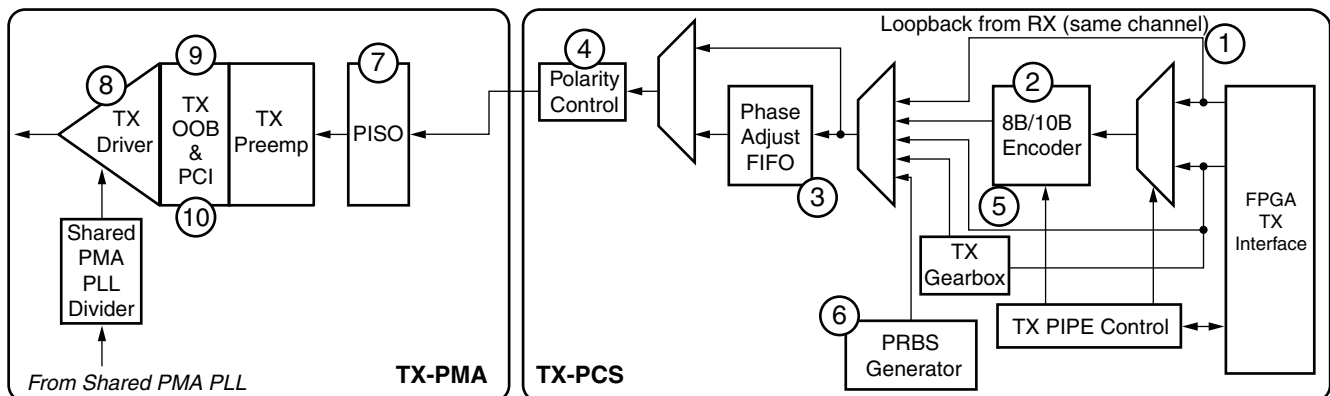 Loopback from RX (same channel)
1
9
4
8
7
2
TX
Driver
TX
OOB
&
PCI
TX
Preemp
PISO
Polarity
Control
Phase
Adjust
FIFO
8B/10B
Encoder
3
5
10
FPGA
TX
Interface
Shared
PMA
PLL
Divider
TX
Gearbox
6
PRBS
Generator
TX PIPE Control
From Shared PMA PLL
TX-PMA
TX-PCS